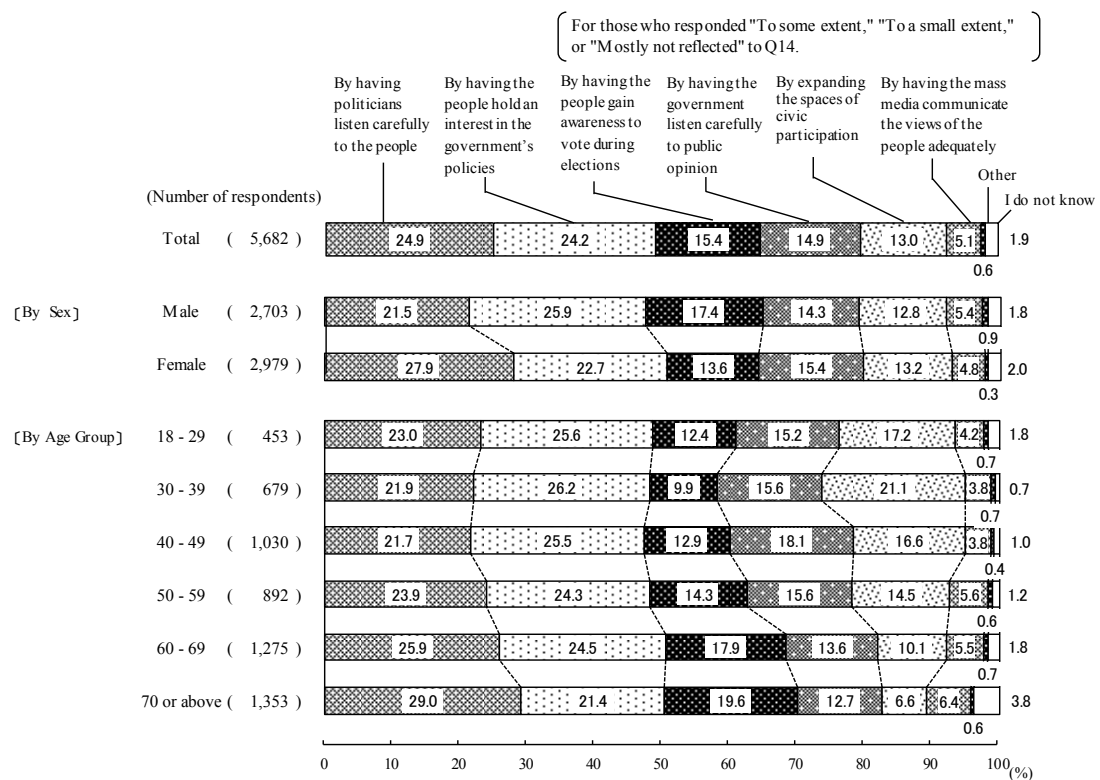 For those who responded "To some extent," "To a small extent,"
or "Mostly not reflected" to Q14.
By having
politicians
listen carefully
to the people
By having the
people hold an
interest in the
government's
policies
By having the
people gain
awareness to
vote during
elections
By having the
government
listen carefully
to public
opinion
By expanding
the spaces of
civic
participation
By having the mass
media communicate
the views of the
people adequately
Other
I do not know
(Number of respondents)
Total ( 5,682 ) 24.9 24.2 15.4 14.9 13.0 5.1 1.9
0.6
〔By Sex〕 Male ( 2,703 ) 21.5 25.9 17.4 14.3 12.8 5.4 1.8
0.9
Female ( 2,979 ) 27.9 22.7 13.6 15.4 13.2 4.8 2.0
0.3
〔By Age Group〕 18 - 29 ( 453 ) 23.0 25.6 12.4 15.2 17.2 4.2 1.8
0.7
30 - 39 ( 679 ) 21.9 26.2 9.9 15.6 21.1 3.8 0.7
0.7
40 - 49 ( 1,030 ) 21.7 25.5 12.9 18.1 16.6 3.8 1.0
0.4
50 - 59 ( 892 ) 23.9 24.3 14.3 15.6 14.5 5.6 1.2
0.6
60 - 69 ( 1,275 ) 25.9 24.5 17.9 13.6 10.1 5.5 1.8
0.7
70 or above ( 1,353 ) 29.0 21.4 19.6 12.7 6.6 6.4 3.8
0.6
0 10 20 30 40 50 60 70 80 90 100
(%)